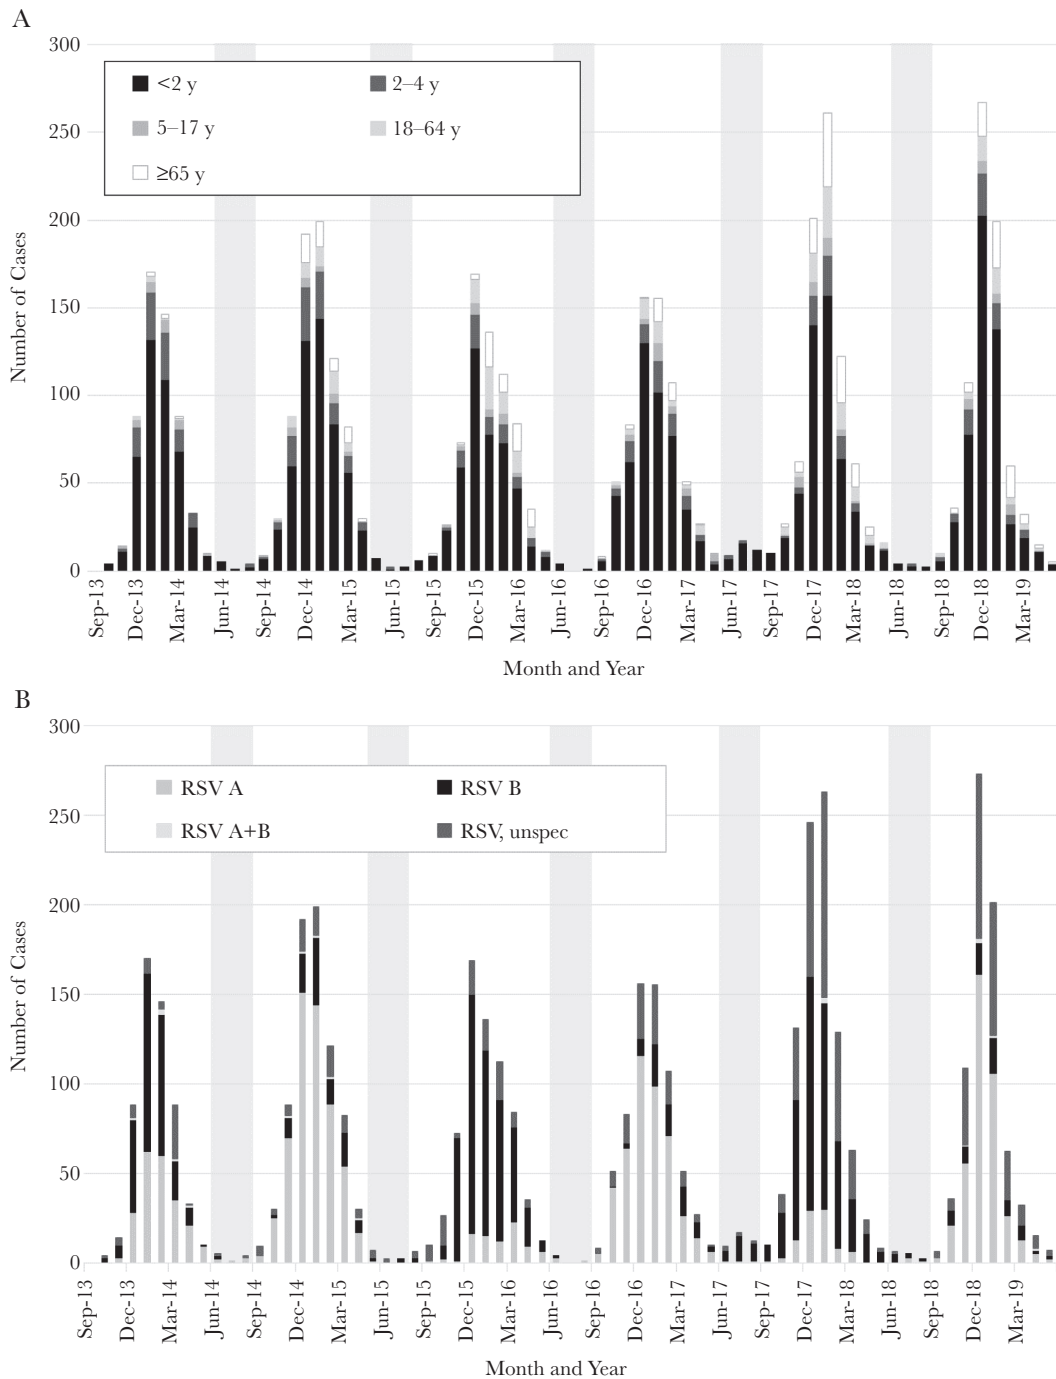 A
300
250
200
150
100
50
0
Number of Cases
<2 y
2–4 y
5–17 y
18–64 y
≥65 y
Sep-13
Dec-13
Mar-14
Jun-14
Sep-14
Dec-14
Mar-15
Jun-15
Sep-15
Dec-15
Mar-16
Jun-16
Sep-16
Dec-16
Mar-17
Jun-17
Sep-17
Dec-17
Mar-18
Jun-18
Sep-18
Dec-18
Mar-19
Month and Year
B
300
250
200
150
100
50
0
Number of Cases
RSV A
RSV B
RSV A+B
RSV, unspec
Sep-13
Dec-13
Mar-14
Jun-14
Sep-14
Dec-14
Mar-15
Jun-15
Sep-15
Dec-15
Mar-16
Jun-16
Sep-16
Dec-16
Mar-17
Jun-17
Sep-17
Dec-17
Mar-18
Jun-18
Sep-18
Dec-18
Mar-19
Month and Year